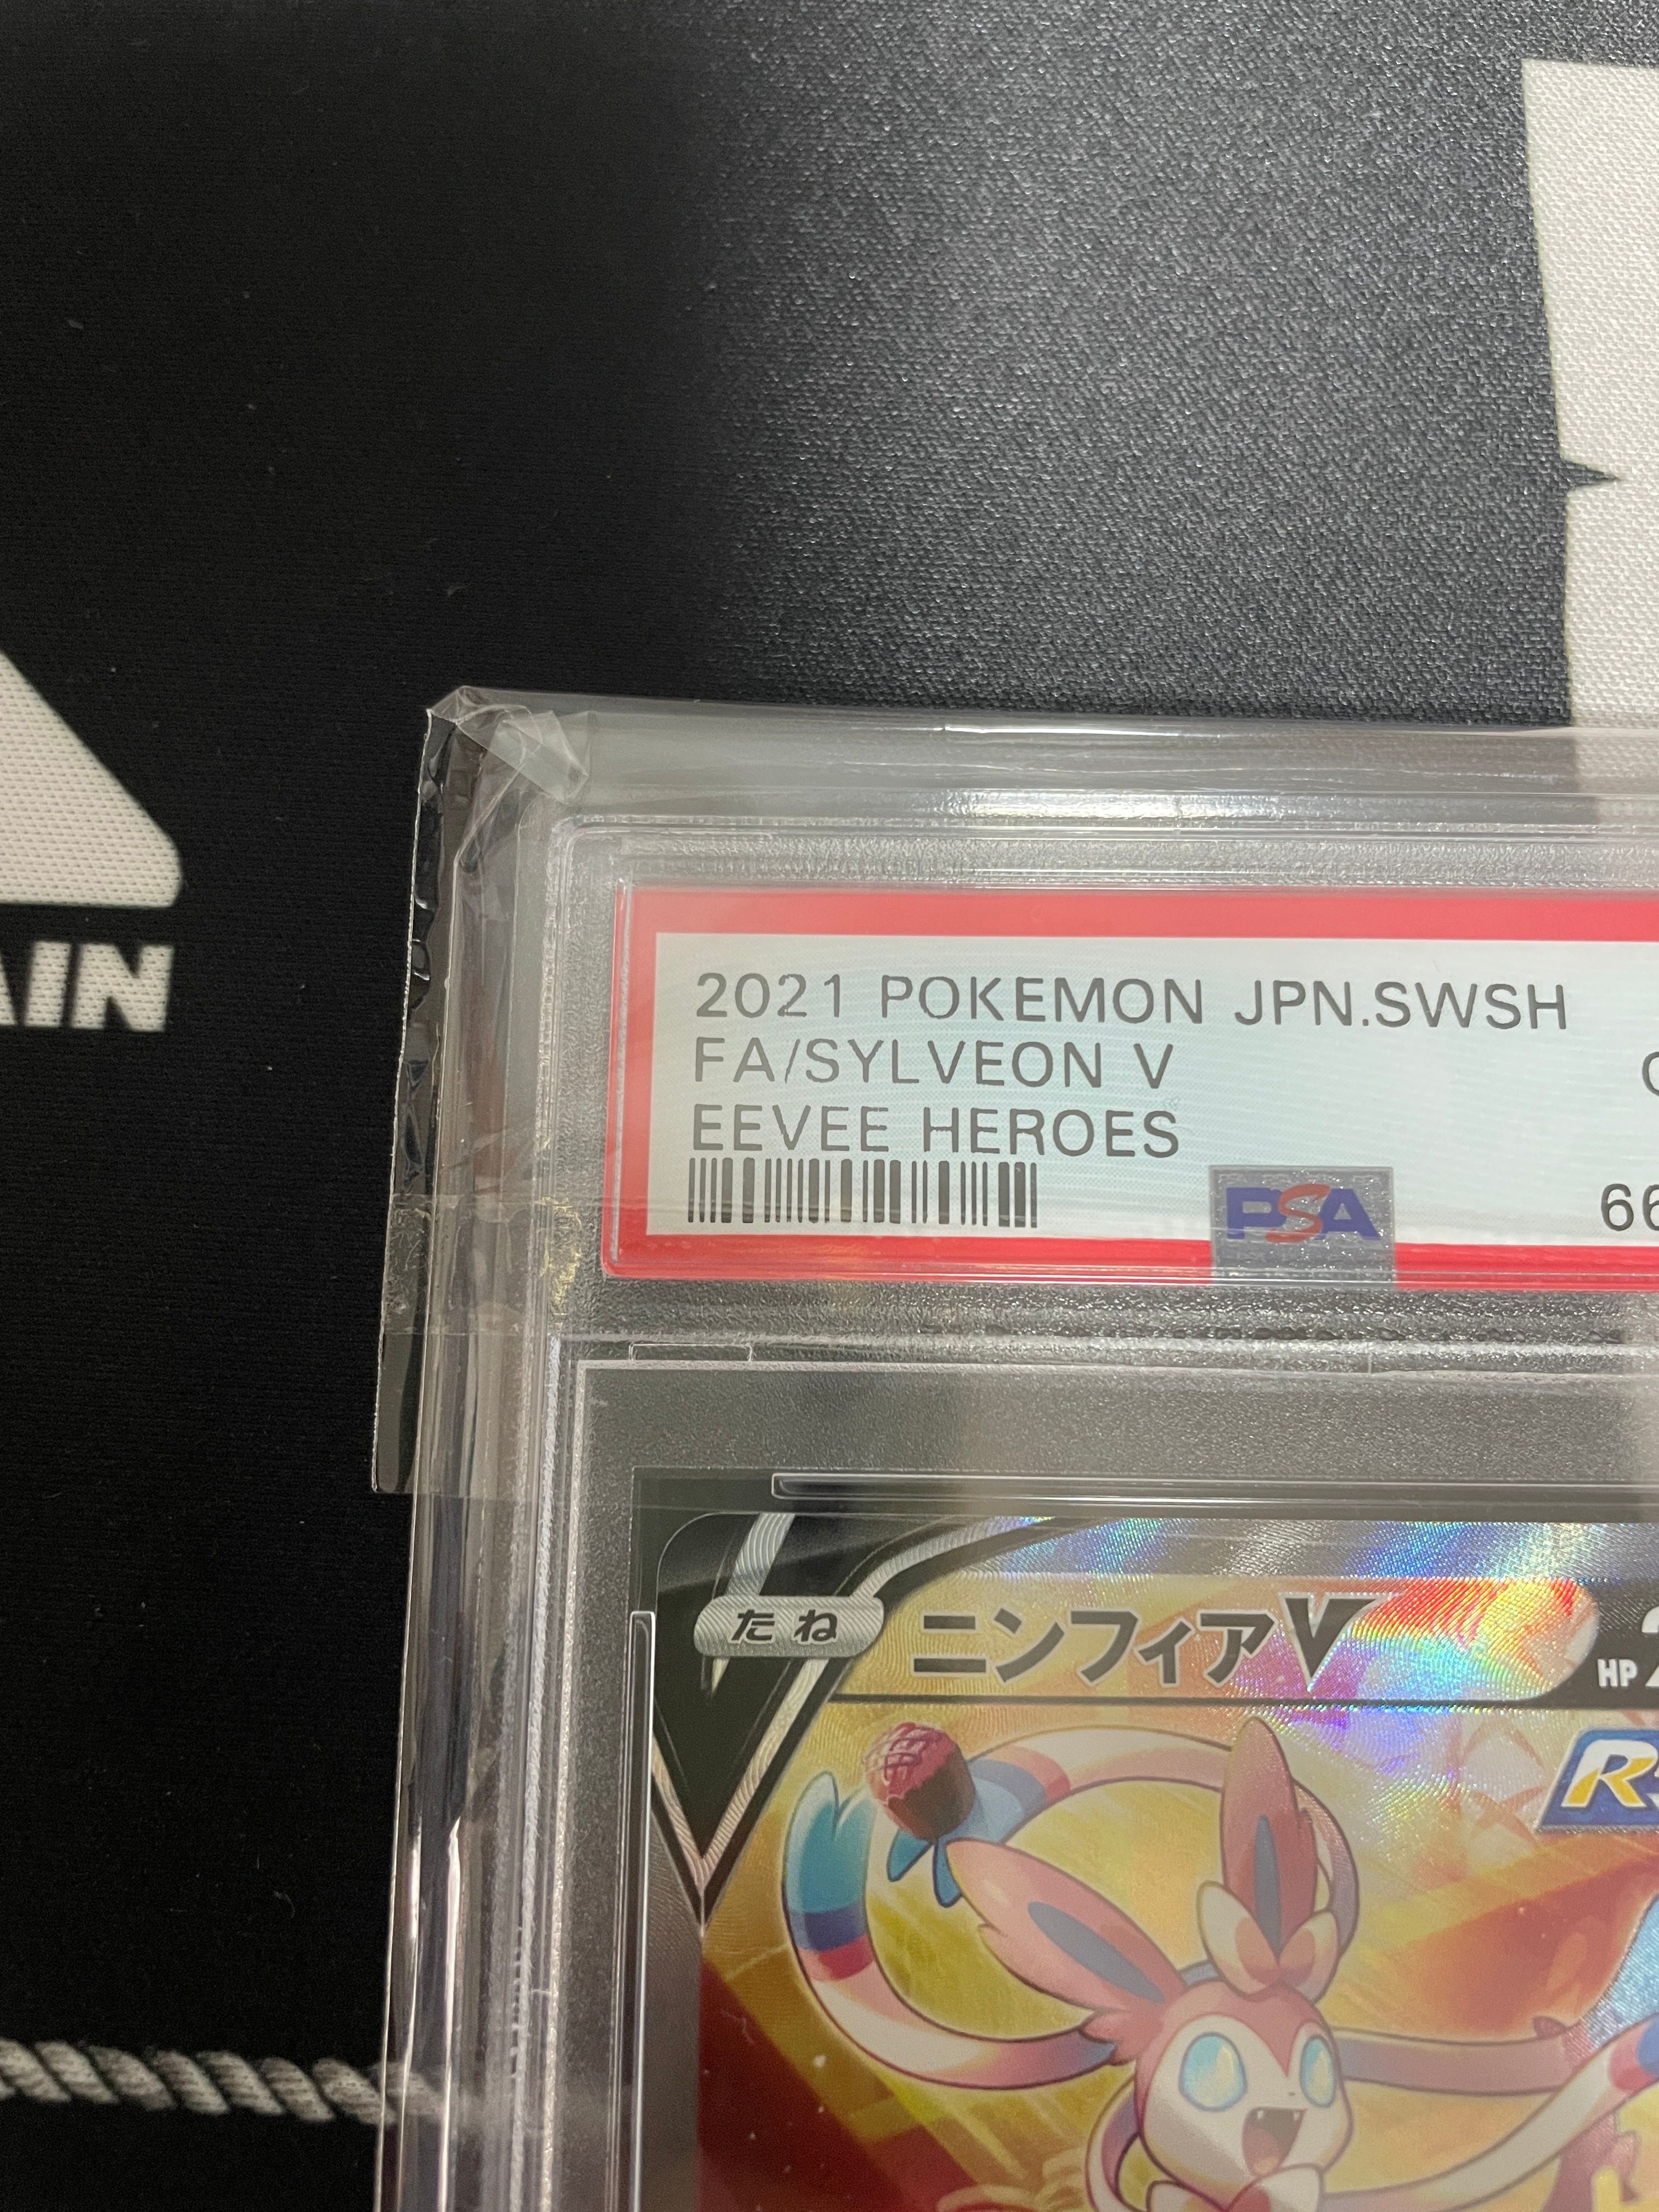 AIN
2021 POKEMON JPN.SWSH
FA/SYLVEON V
EEVEE HEROES
PSA
たね ニンフィアV HP